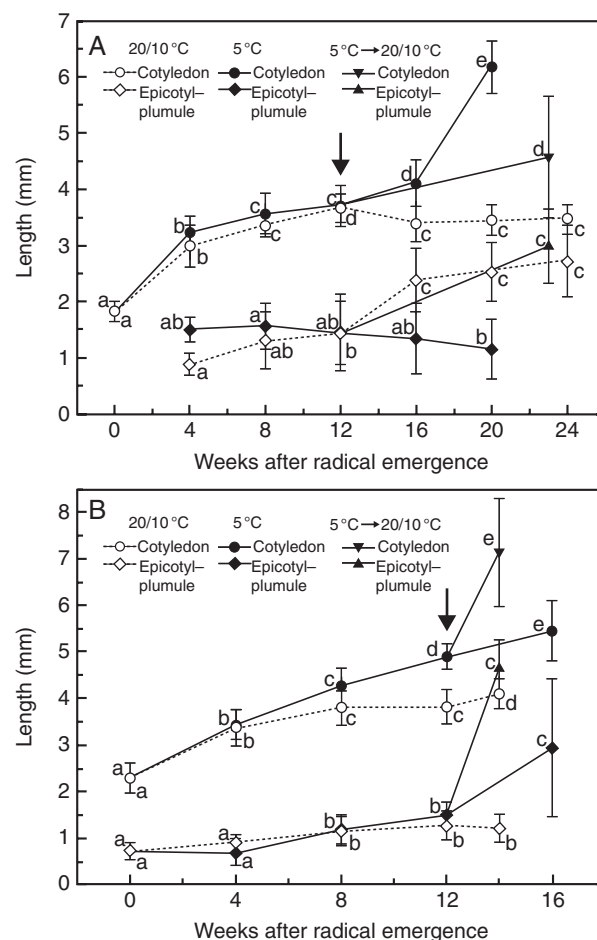 A
20/10 °C 5 °C 5 °C → 20/10 °C
Cotyledon Cotyledon Cotyledon
Epicotyl– Epicotyl– Epicotyl–
plumule plumule plumule
Length (mm)
7
6
5
4
3
2
1
0
a
a
b
b
c
c
c
d
d
c
e
c
d
c
ab
a
a
ab
ab
b
ab
c
b
c
c
c
0 4 8 12 16 20 24
Weeks after radical emergence
B
20/10 °C 5 °C 5 °C → 20/10 °C
Cotyledon Cotyledon Cotyledon
Epicotyl– Epicotyl– Epicotyl–
plumule plumule plumule
Length (mm)
9
8
7
6
5
4
3
2
1
0
a
a
b
b
c
c
d
c
e
d
e
a
a
a
a
b
b
b
b
c
b
c
0 4 8 12 16
Weeks after radical emergence